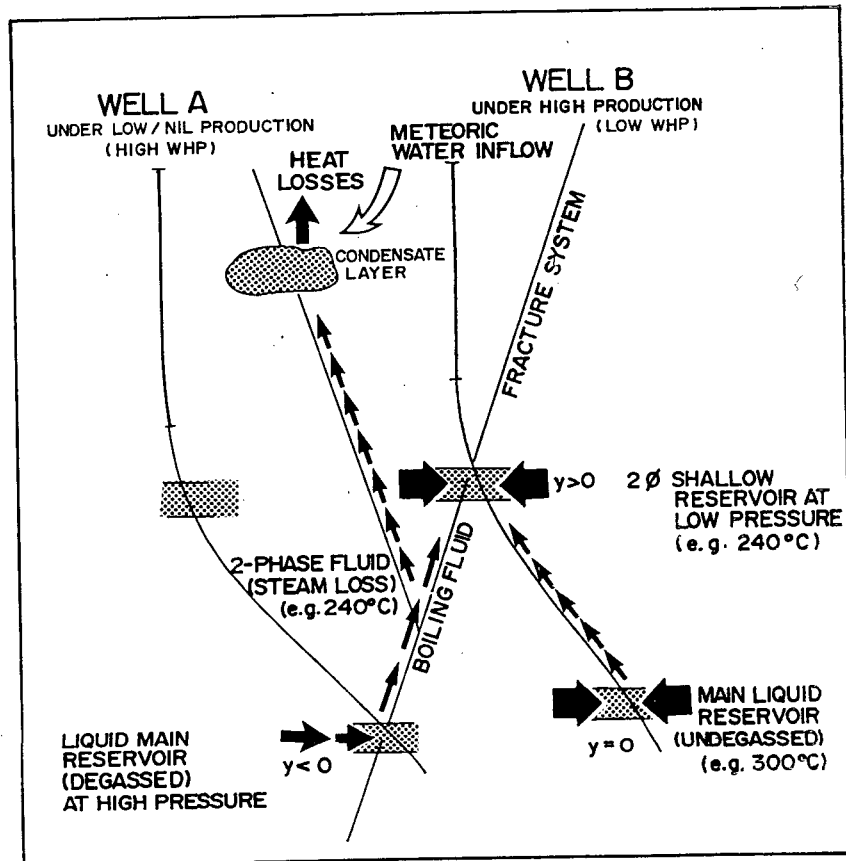 WELL A
UNDER LOW/NIL PRODUCTION
(HIGH WHP)
WELL B
UNDER HIGH PRODUCTION
(LOW WHP)
METEORIC
WATER INFLOW
HEAT
LOSSES
CONDENSATE
LAYER
FRACTURE SYSTEM
y>0
2Ø SHALLOW
RESERVOIR AT
LOW PRESSURE
(e.g. 240°C)
2-PHASE FLUID
(STEAM LOSS)
(e.g. 240°C)
BOILING FLUID
LIQUID MAIN
RESERVOIR
(DEGASSED)
AT HIGH PRESSURE
y<0
y=0
MAIN LIQUID
RESERVOIR
(UNDEGASSED)
(e.g. 300°C)